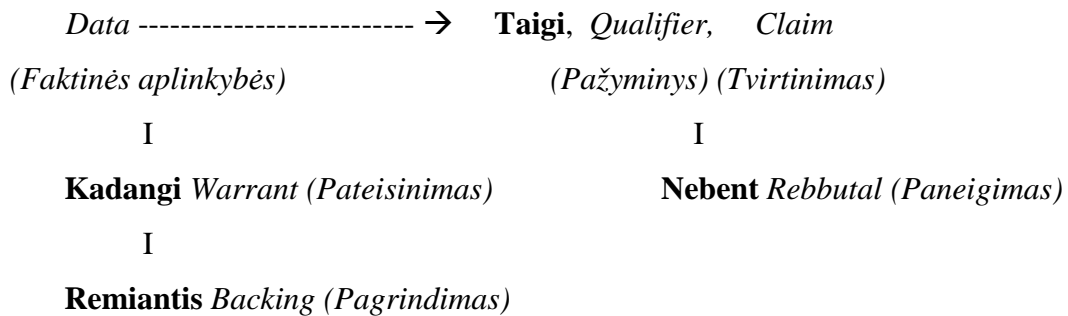 Data -------------------------- → Taigi, Qualifier, Claim
(Faktinės aplinkybės) (Pažyminys) (Tvirtinimas)
I I
Kadangi Warrant (Pateisinimas) Nebent Rebbutal (Paneigimas)
I
Remiantis Backing (Pagrindimas)